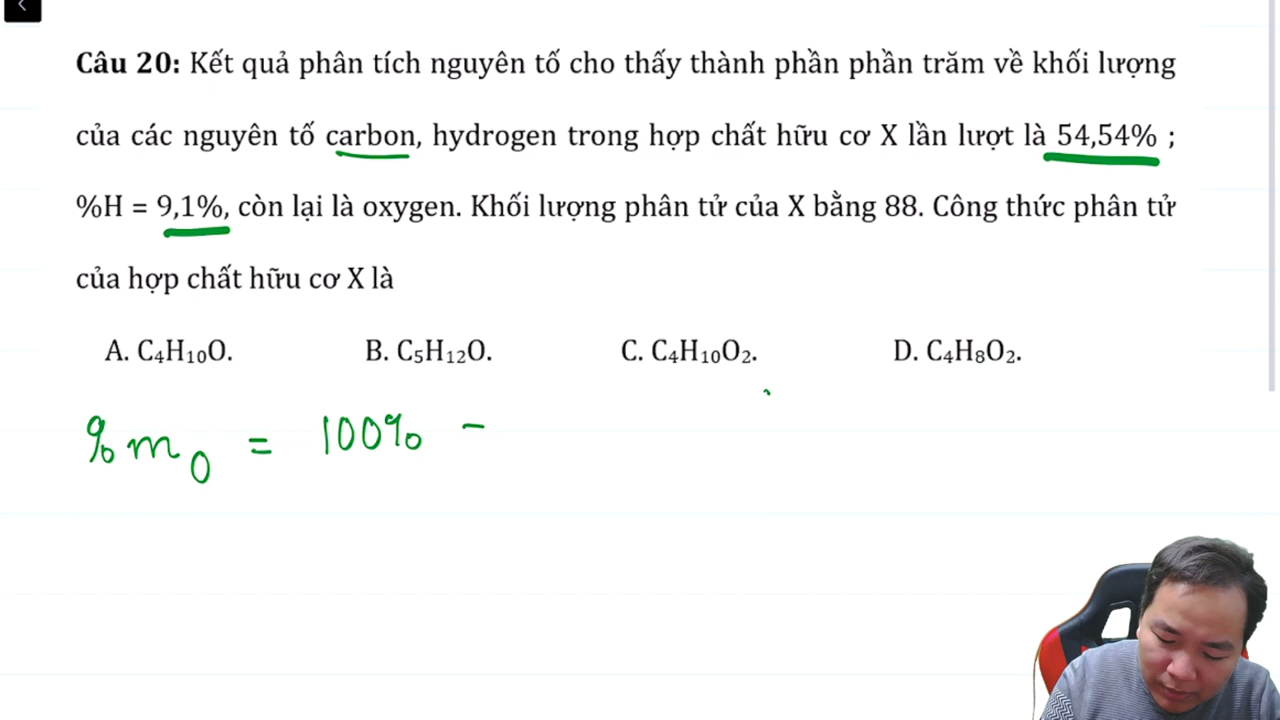 Câu 20: Kết quả phân tích nguyên tố cho thấy thành phần phần trăm về khối lượng
của các nguyên tố carbon, hydrogen trong hợp chất hữu cơ X lần lượt là 54,54% ;
%H = 9,1%, còn lại là oxygen. Khối lượng phân tử của X bằng 88. Công thức phân tử
của hợp chất hữu cơ X là
A. C₄H₁₀O. B. C₅H₁₂O. C. C₄H₁₀O₂. D. C₄H₈O₂.
%m₀ = 100% -